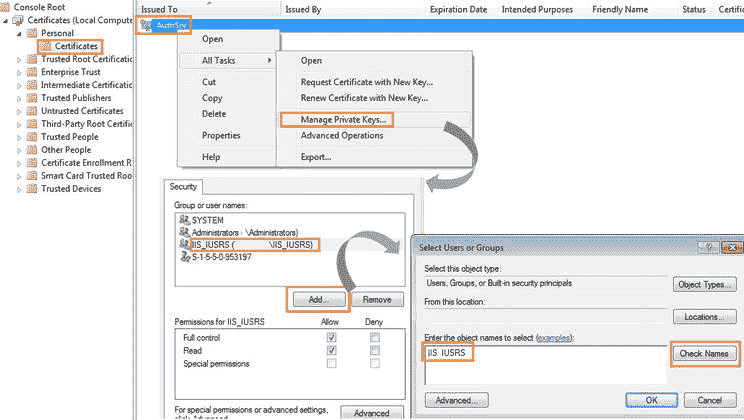 Console Root
Certificates (Local Compute
Personal
Certificates
Trusted Root Certification
Enterprise Trust
Intermediate Certification
Trusted Publishers
Untrusted Certificates
Third-Party Root Certific
Trusted People
Other People
Certificate Enrollment R
Smart Card Trusted Roo
Trusted Devices
Issued To
Issued By
Expiration Date
Intended Purposes
Friendly Name
Status
Certif
AuthSrv
Open
All Tasks
Cut
Copy
Delete
Properties
Help
Open
Request Certificate with New Key...
Renew Certificate with New Key...
Manage Private Keys...
Advanced Operations
Export...
Security
Group or user names:
SYSTEM
Administrators \Administrators)
IIS_IUSRS ( \IIS_IUSRS)
S-1-5-5-0-953197
Add...
Remove
Permissions for IIS_IUSRS
Allow
Deny
Full control
Read
Special permissions
For special permissions or advanced settings,
click Advanced
Advanced
Select Users or Groups
Select this object type:
Users, Groups, or Built-in security principals
Object Types...
From this location:
Locations...
Enter the object names to select (examples):
IIS_IUSRS
Check Names
Advanced...
OK
Cancel